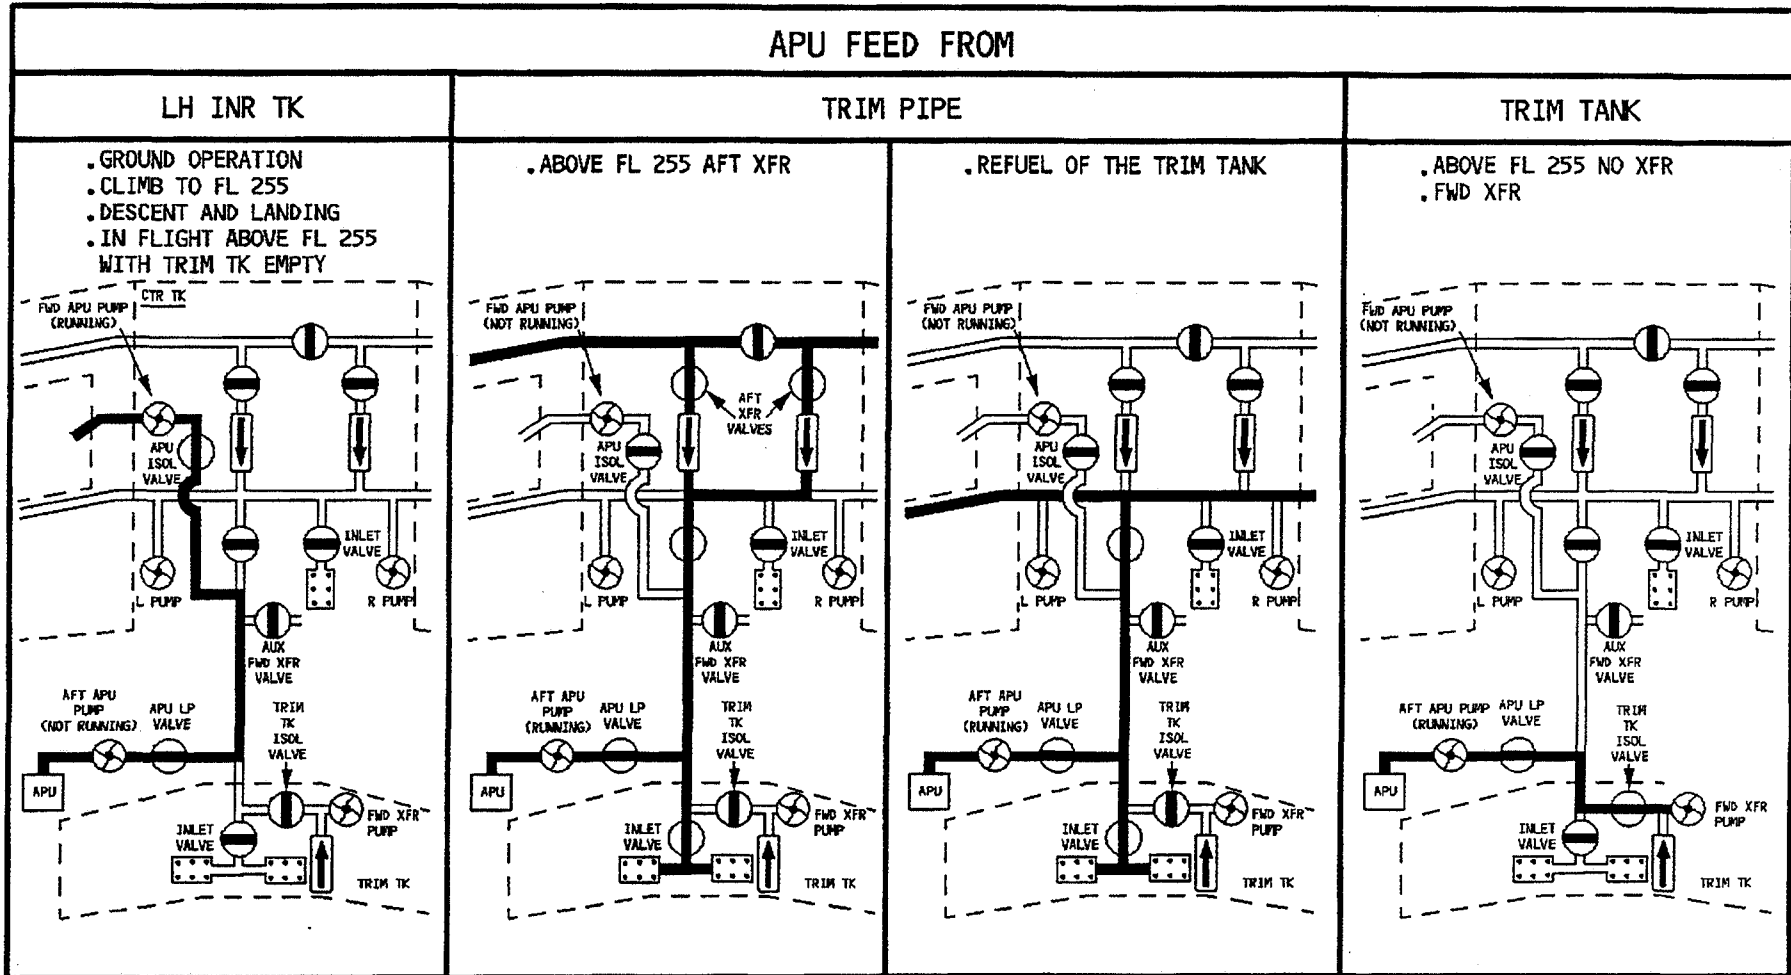 APU FEED FROM
LH INR TK
TRIM PIPE
TRIM TANK
.GROUND OPERATION
.CLIMB TO FL 255
.DESCENT AND LANDING
.IN FLIGHT ABOVE FL 255
WITH TRIM TK EMPTY
CTR TK
FWD APU PUMP
(RUNNING)
APU
ISOL
VALVE
INLET
VALVE
L PUMP
R PUMP
AUX
FWD XFR
VALVE
AFT APU
PUMP
(NOT RUNNING)
APU LP
VALVE
TRIM
TK
ISOL
VALVE
APU
INLET
VALVE
FWD XFR
PUMP
TRIM TK
.ABOVE FL 255 AFT XFR
FWD APU PUMP
(NOT RUNNING)
AFT
XFR
VALVES
APU
ISOL
VALVE
INLET
VALVE
L PUMP
R PUMP
AUX
FWD XFR
VALVE
AFT APU
PUMP
(RUNNING)
APU LP
VALVE
TRIM
TK
ISOL
VALVE
APU
INLET
VALVE
FWD XFR
PUMP
TRIM TK
.REFUEL OF THE TRIM TANK
FWD APU PUMP
(NOT RUNNING)
APU
ISOL
VALVE
INLET
VALVE
L PUMP
R PUMP
AUX
FWD XFR
VALVE
AFT APU
PUMP
(RUNNING)
APU LP
VALVE
TRIM
TK
ISOL
VALVE
APU
INLET
VALVE
FWD XFR
PUMP
TRIM TK
.ABOVE FL 255 NO XFR
.FWD XFR
FWD APU PUMP
(NOT RUNNING)
APU
ISOL
VALVE
INLET
VALVE
L PUMP
R PUMP
AUX
FWD XFR
VALVE
AFT APU PUMP
(RUNNING)
APU LP
VALVE
TRIM
TK
ISOL
VALVE
APU
INLET
VALVE
FWD XFR
PUMP
TRIM TK